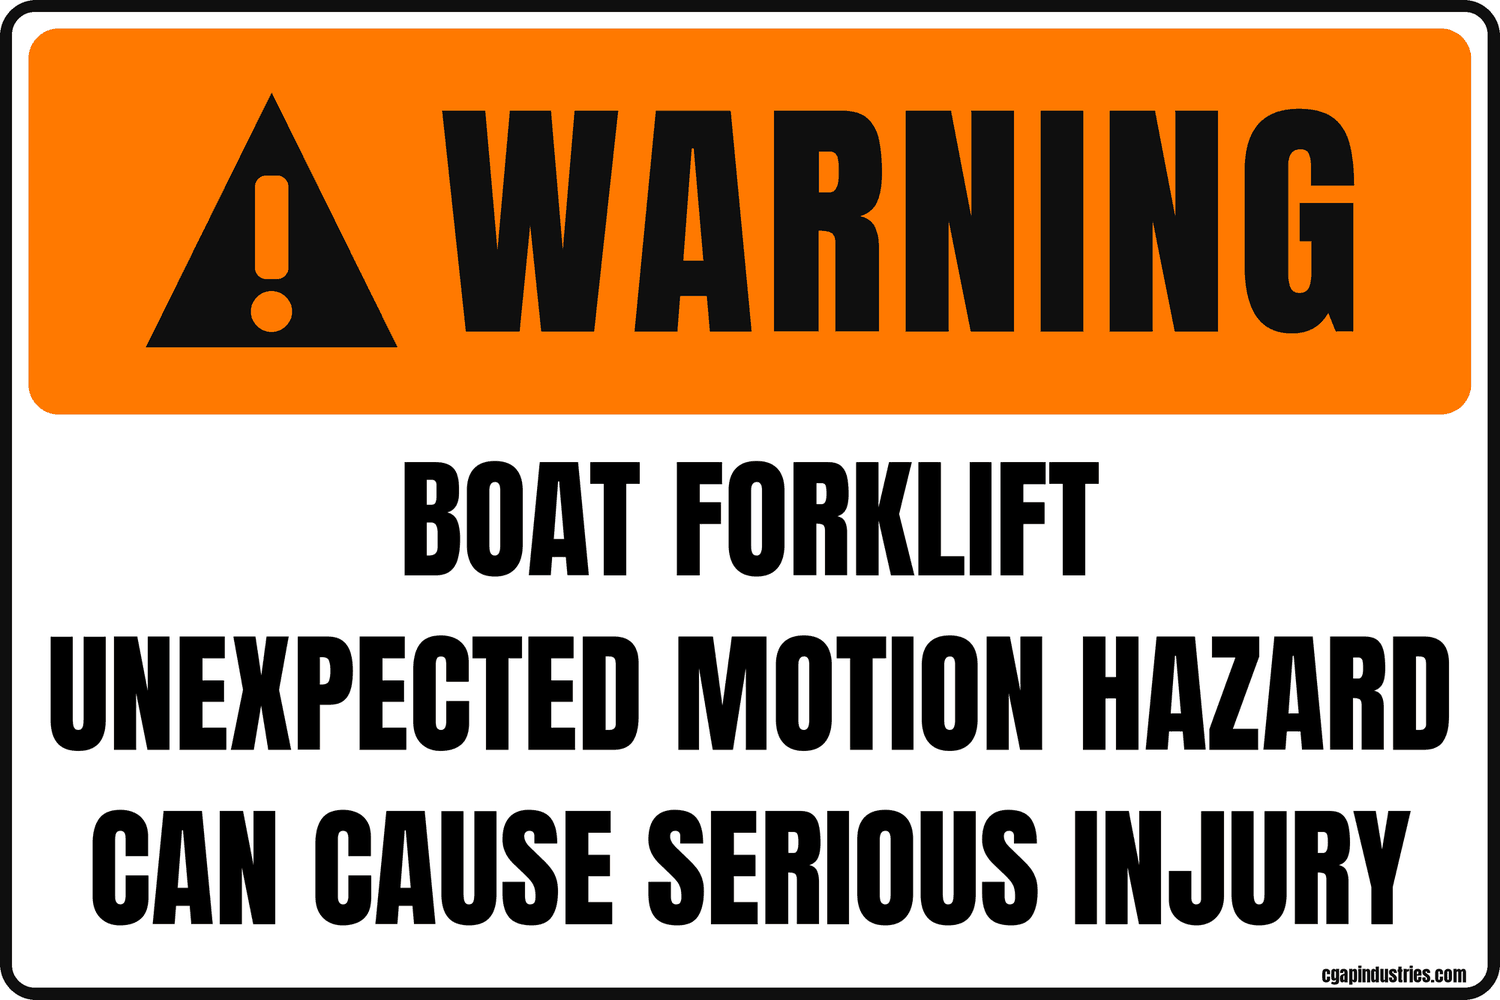 WARNING
BOAT FORKLIFT
UNEXPECTED MOTION HAZARD
CAN CAUSE SERIOUS INJURY
cgapindustries.com